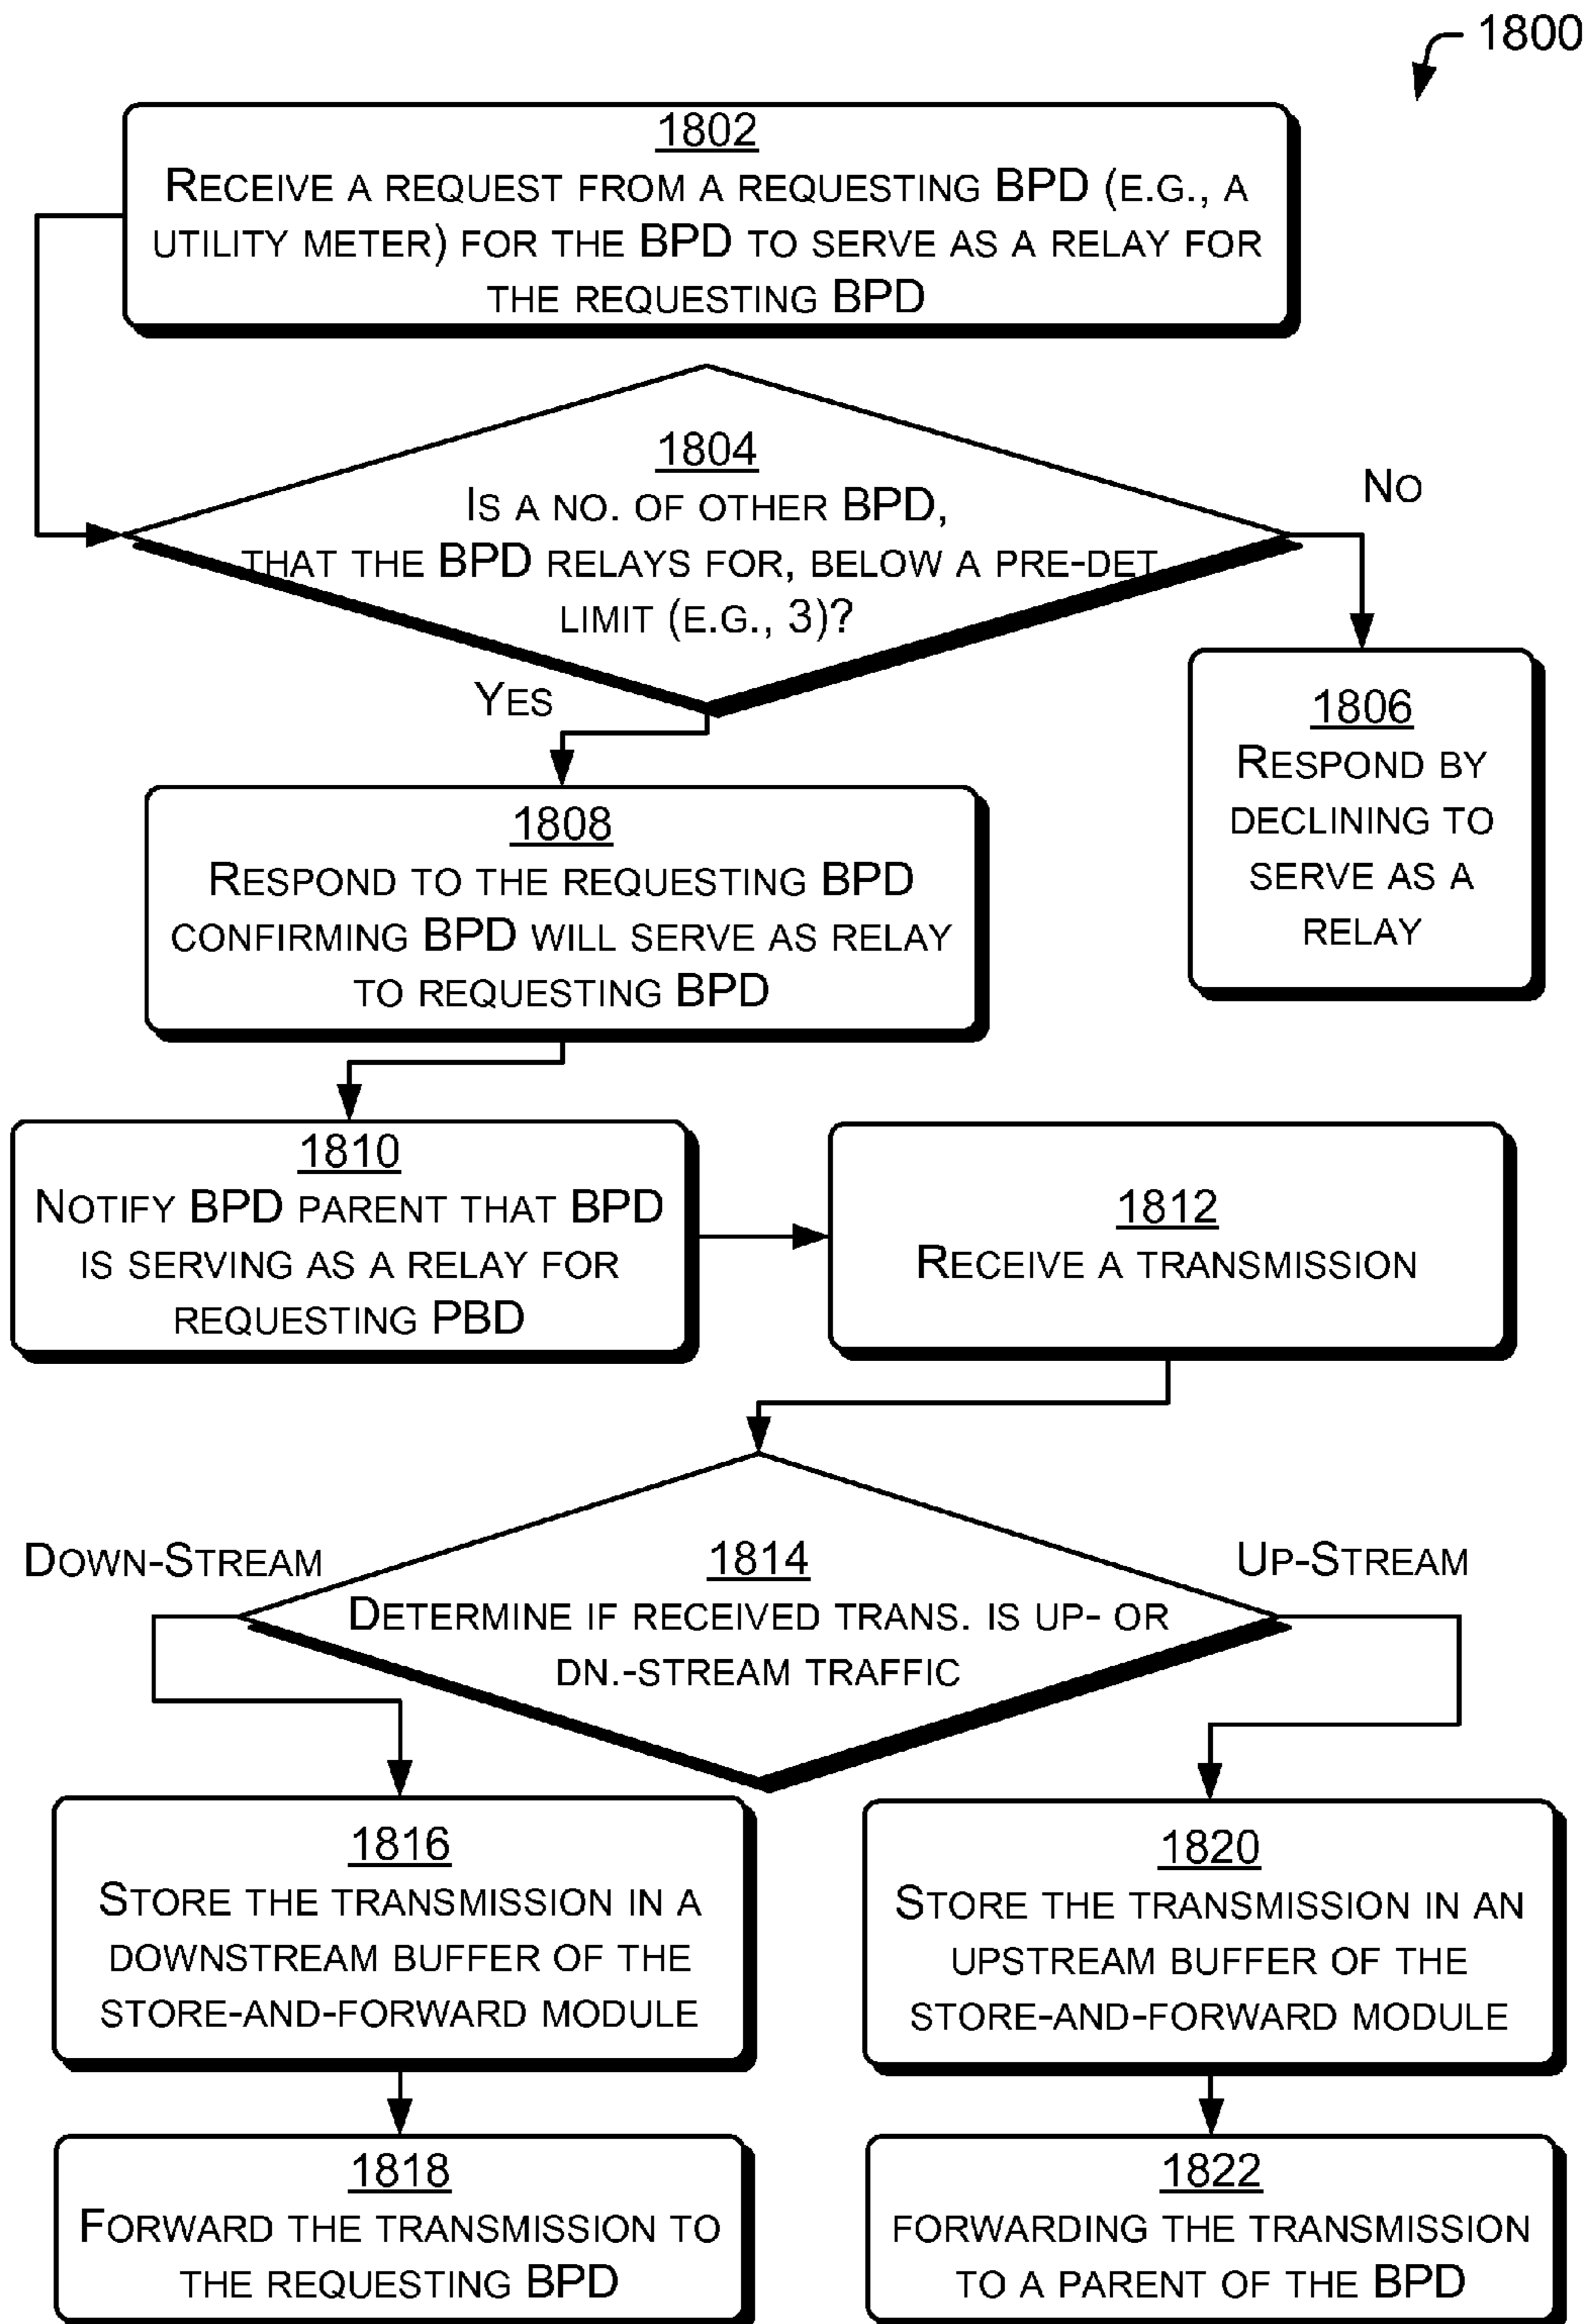 1800
1802
RECEIVE A REQUEST FROM A REQUESTING BPD (E.G., A
UTILITY METER) FOR THE BPD TO SERVE AS A RELAY FOR
THE REQUESTING BPD
1804
IS A NO. OF OTHER BPD,
THAT THE BPD RELAYS FOR, BELOW A PRE-DET
LIMIT (E.G., 3)?
NO
YES
1806
RESPOND BY
DECLINING TO
SERVE AS A
RELAY
1808
RESPOND TO THE REQUESTING BPD
CONFIRMING BPD WILL SERVE AS RELAY
TO REQUESTING BPD
1810
NOTIFY BPD PARENT THAT BPD
IS SERVING AS A RELAY FOR
REQUESTING PBD
1812
RECEIVE A TRANSMISSION
DOWN-STREAM
1814
DETERMINE IF RECEIVED TRANS. IS UP- OR
DN.-STREAM TRAFFIC
UP-STREAM
1816
STORE THE TRANSMISSION IN A
DOWNSTREAM BUFFER OF THE
STORE-AND-FORWARD MODULE
1820
STORE THE TRANSMISSION IN AN
UPSTREAM BUFFER OF THE
STORE-AND-FORWARD MODULE
1818
FORWARD THE TRANSMISSION TO
THE REQUESTING BPD
1822
FORWARDING THE TRANSMISSION
TO A PARENT OF THE BPD